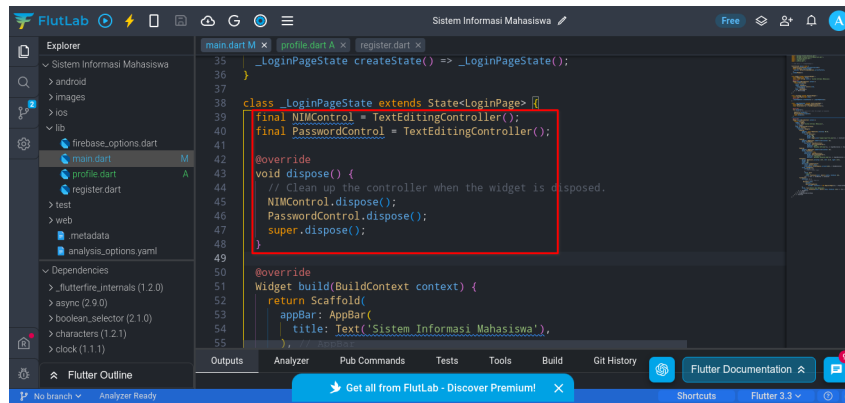 FlutLab
Sistem Informasi Mahasiswa
Free
A
Explorer
Sistem Informasi Mahasiswa
android
images
ios
lib
firebase_options.dart
main.dart M
profile.dart A
register.dart
test
web
.metadata
analysis_options.yaml
2
Dependencies
_flutterfire_internals (1.2.0)
async (2.9.0)
boolean_selector (2.1.0)
characters (1.2.1)
clock (1.1.1)
Flutter Outline
main.dart M × profile.dart A × register.dart ×
35 _LoginPageState createState() => _LoginPageState();
36 }
37
38 class _LoginPageState extends State<LoginPage> {
39 final NIMControl = TextEditingController();
40 final PasswordControl = TextEditingController();
41
42 @override
43 void dispose() {
44 // Clean up the controller when the widget is disposed.
45 NIMControl.dispose();
46 PasswordControl.dispose();
47 super.dispose();
48 }
49
50 @override
51 Widget build(BuildContext context) {
52 return Scaffold(
53 appBar: AppBar(
54 title: Text('Sistem Informasi Mahasiswa'),
55 ), // AppBar
Outputs Analyzer Pub Commands Tests Tools Build Git History
Flutter Documentation
Get all from FlutLab - Discover Premium! ×
No branch Analyzer Ready
Shortcuts Flutter 3.3